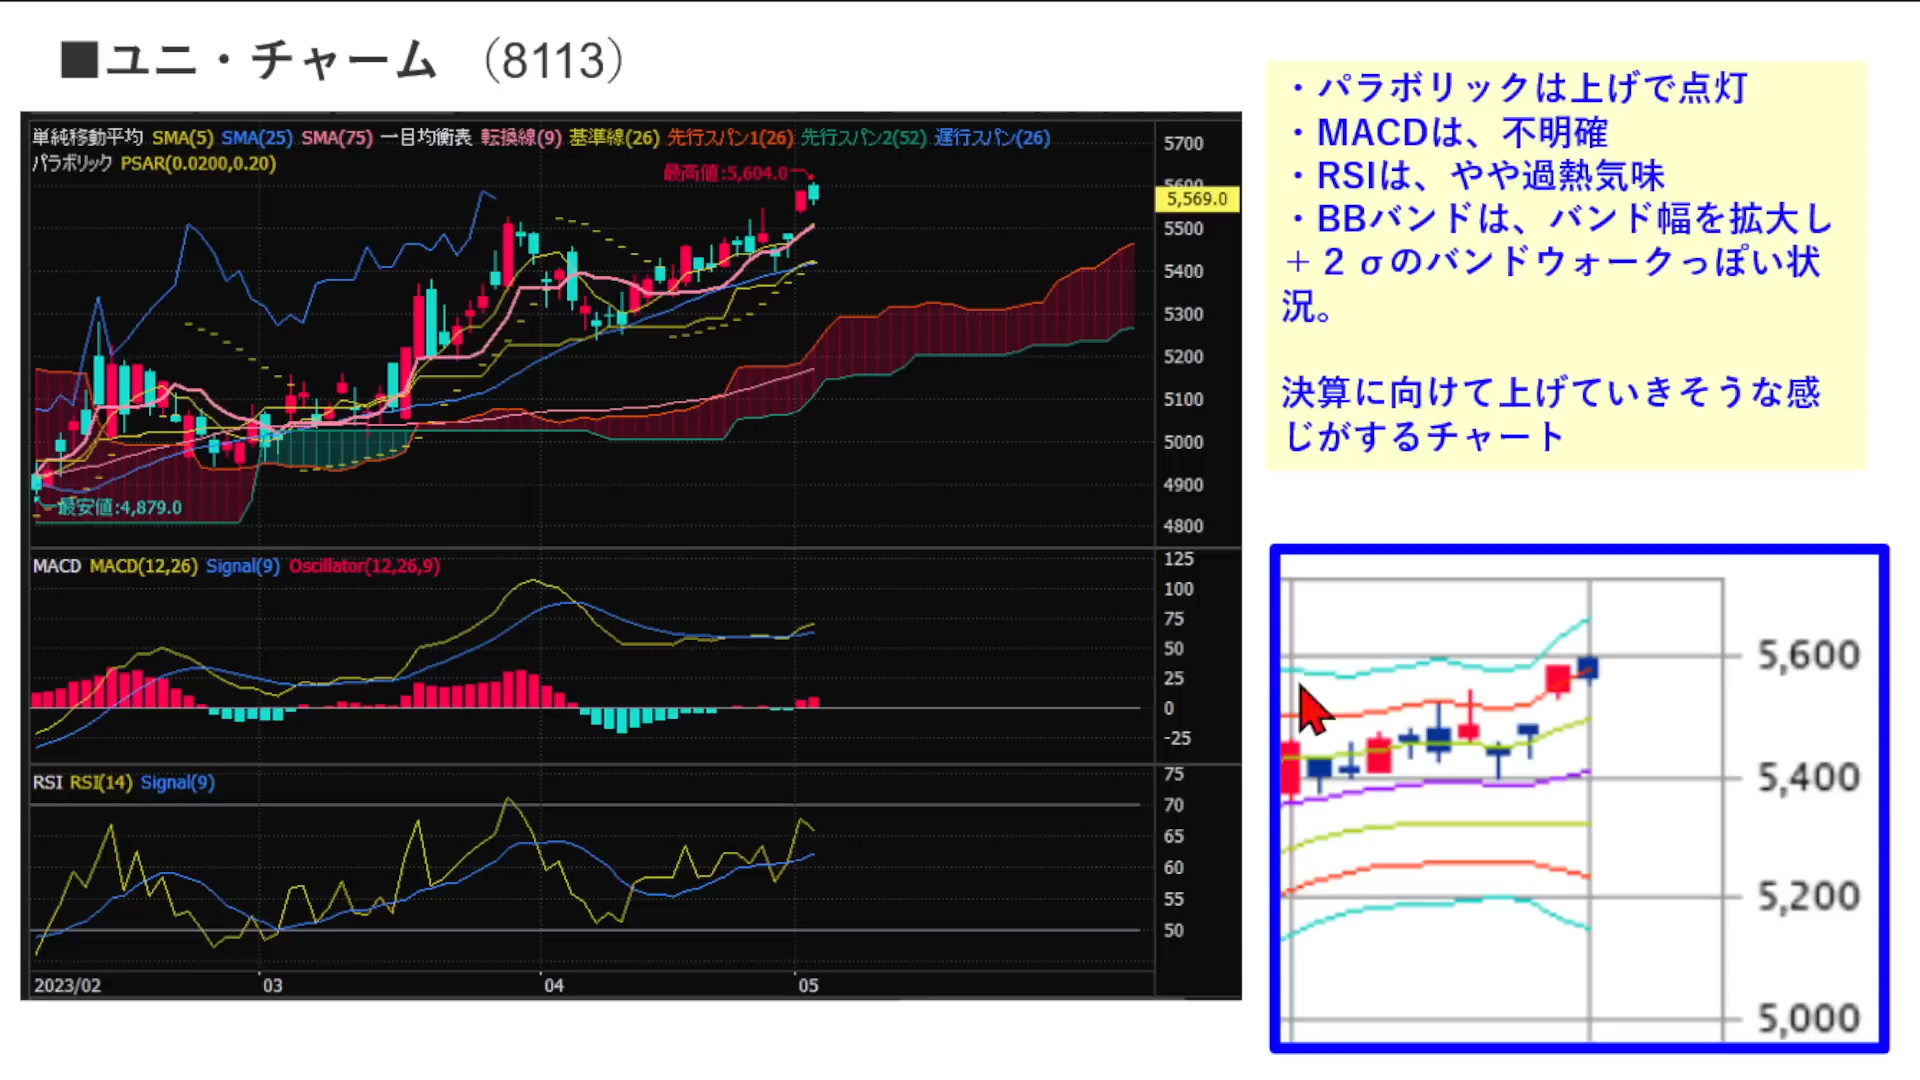 ■ユニ・チャーム （8113）
・パラボリックは上げで点灯
・MACDは、不明確
・RSIは、やや過熱気味
・BBバンドは、バンド幅を拡大し
＋２σのバンドウォークっぽい状
況。
決算に向けて上げていきそうな感
じがするチャート
単純移動平均 SMA(5) SMA(25) SMA(75) 一目均衡表 転換線(9) 基準線(26) 先行スパン1(26) 先行スパン2(52) 遅行スパン(26)
パラボリック PSAR(0.0200,0.20)
最高値:5,604.0
最安値:4,879.0
5700
5600
5,569.0
5500
5400
5300
5200
5100
5000
4900
4800
MACD MACD(12,26) Signal(9) Oscillator(12,26,9)
125
100
75
50
25
0
-25
RSI RSI(14) Signal(9)
75
70
65
60
55
50
2023/02 03 04 05
5,600
5,400
5,200
5,000